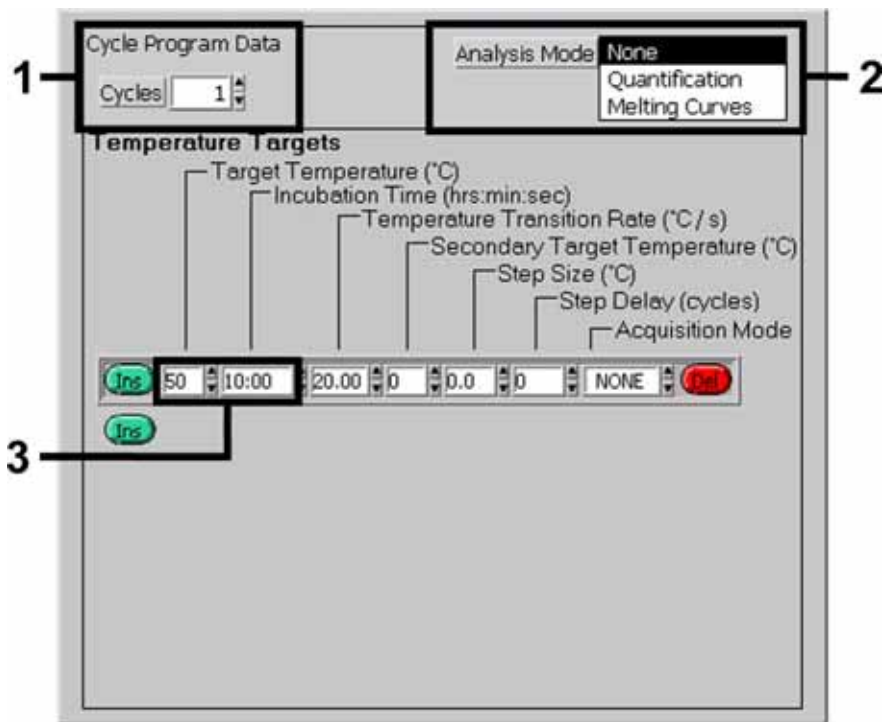 Cycle Program Data
1
Cycles 1
Analysis Mode None
Quantification
Melting Curves
2
Temperature Targets
Target Temperature (°C)
Incubation Time (hrs:min:sec)
Temperature Transition Rate (°C / s)
Secondary Target Temperature (°C)
Step Size (°C)
Step Delay (cycles)
Acquisition Mode
Ins 50 10:00 20.00 0 0.0 0 NONE Del
Ins
3